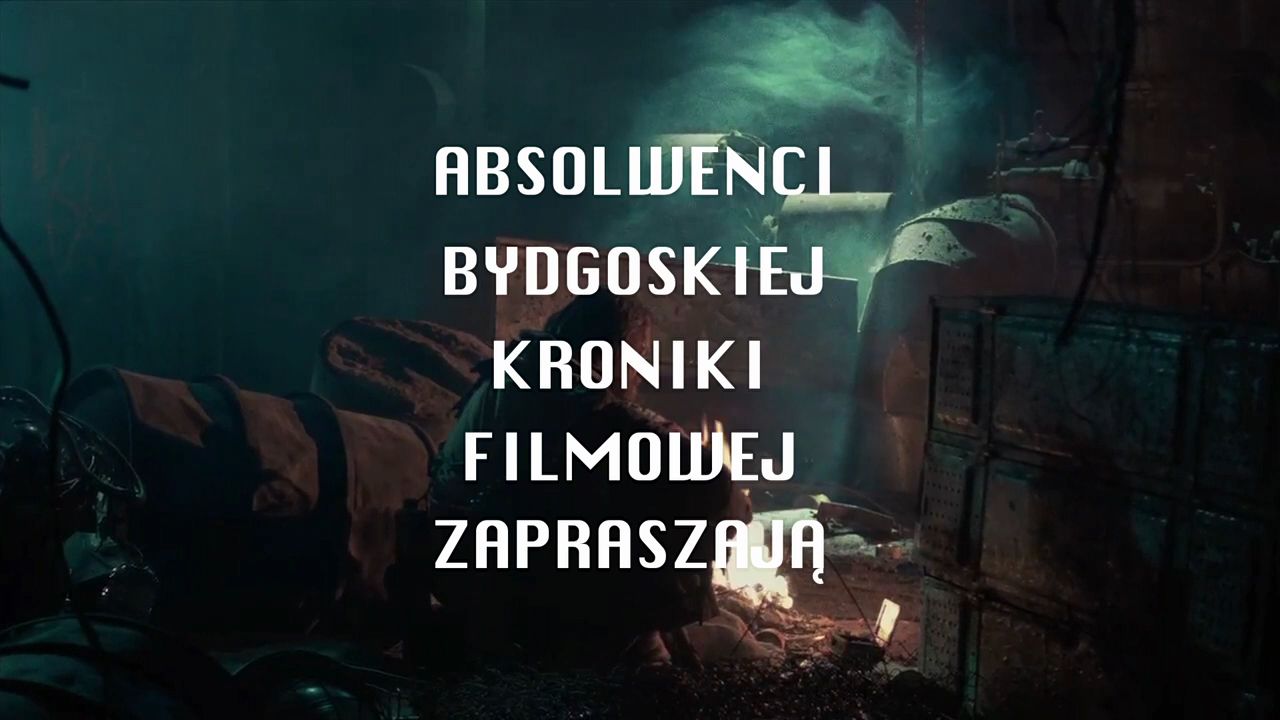 ABSOLWENCI
BYDGOSKIEJ
KRONIKI
FILMOWEJ
ZAPRASZAJĄ